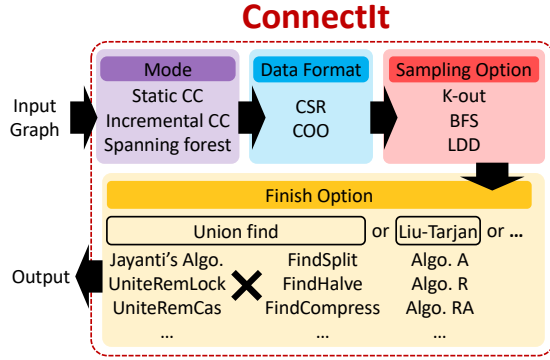 ConnectIt
Input
Graph
Mode
Static CC
Incremental CC
Spanning forest
Data Format
CSR
COO
Sampling Option
K-out
BFS
LDD
Finish Option
Union find or Liu-Tarjan or ...
Jayanti's Algo. FindSplit Algo. A
UniteRemLock FindHalve Algo. R
UniteRemCas FindCompress Algo. RA
... ... ...
Output